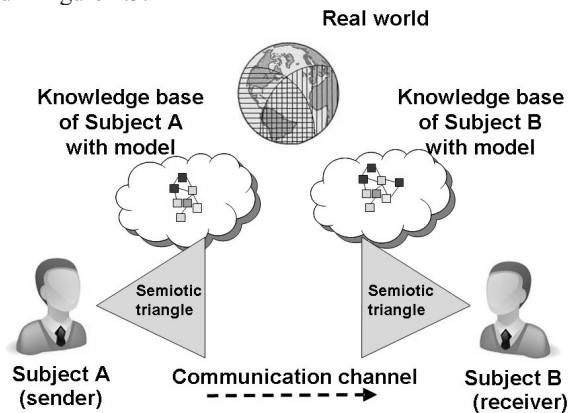 Real world
Knowledge base
of Subject A
with model
Knowledge base
of Subject B
with model
Semiotic
triangle
Semiotic
triangle
Subject A
(sender)
Communication channel
Subject B
(receiver)